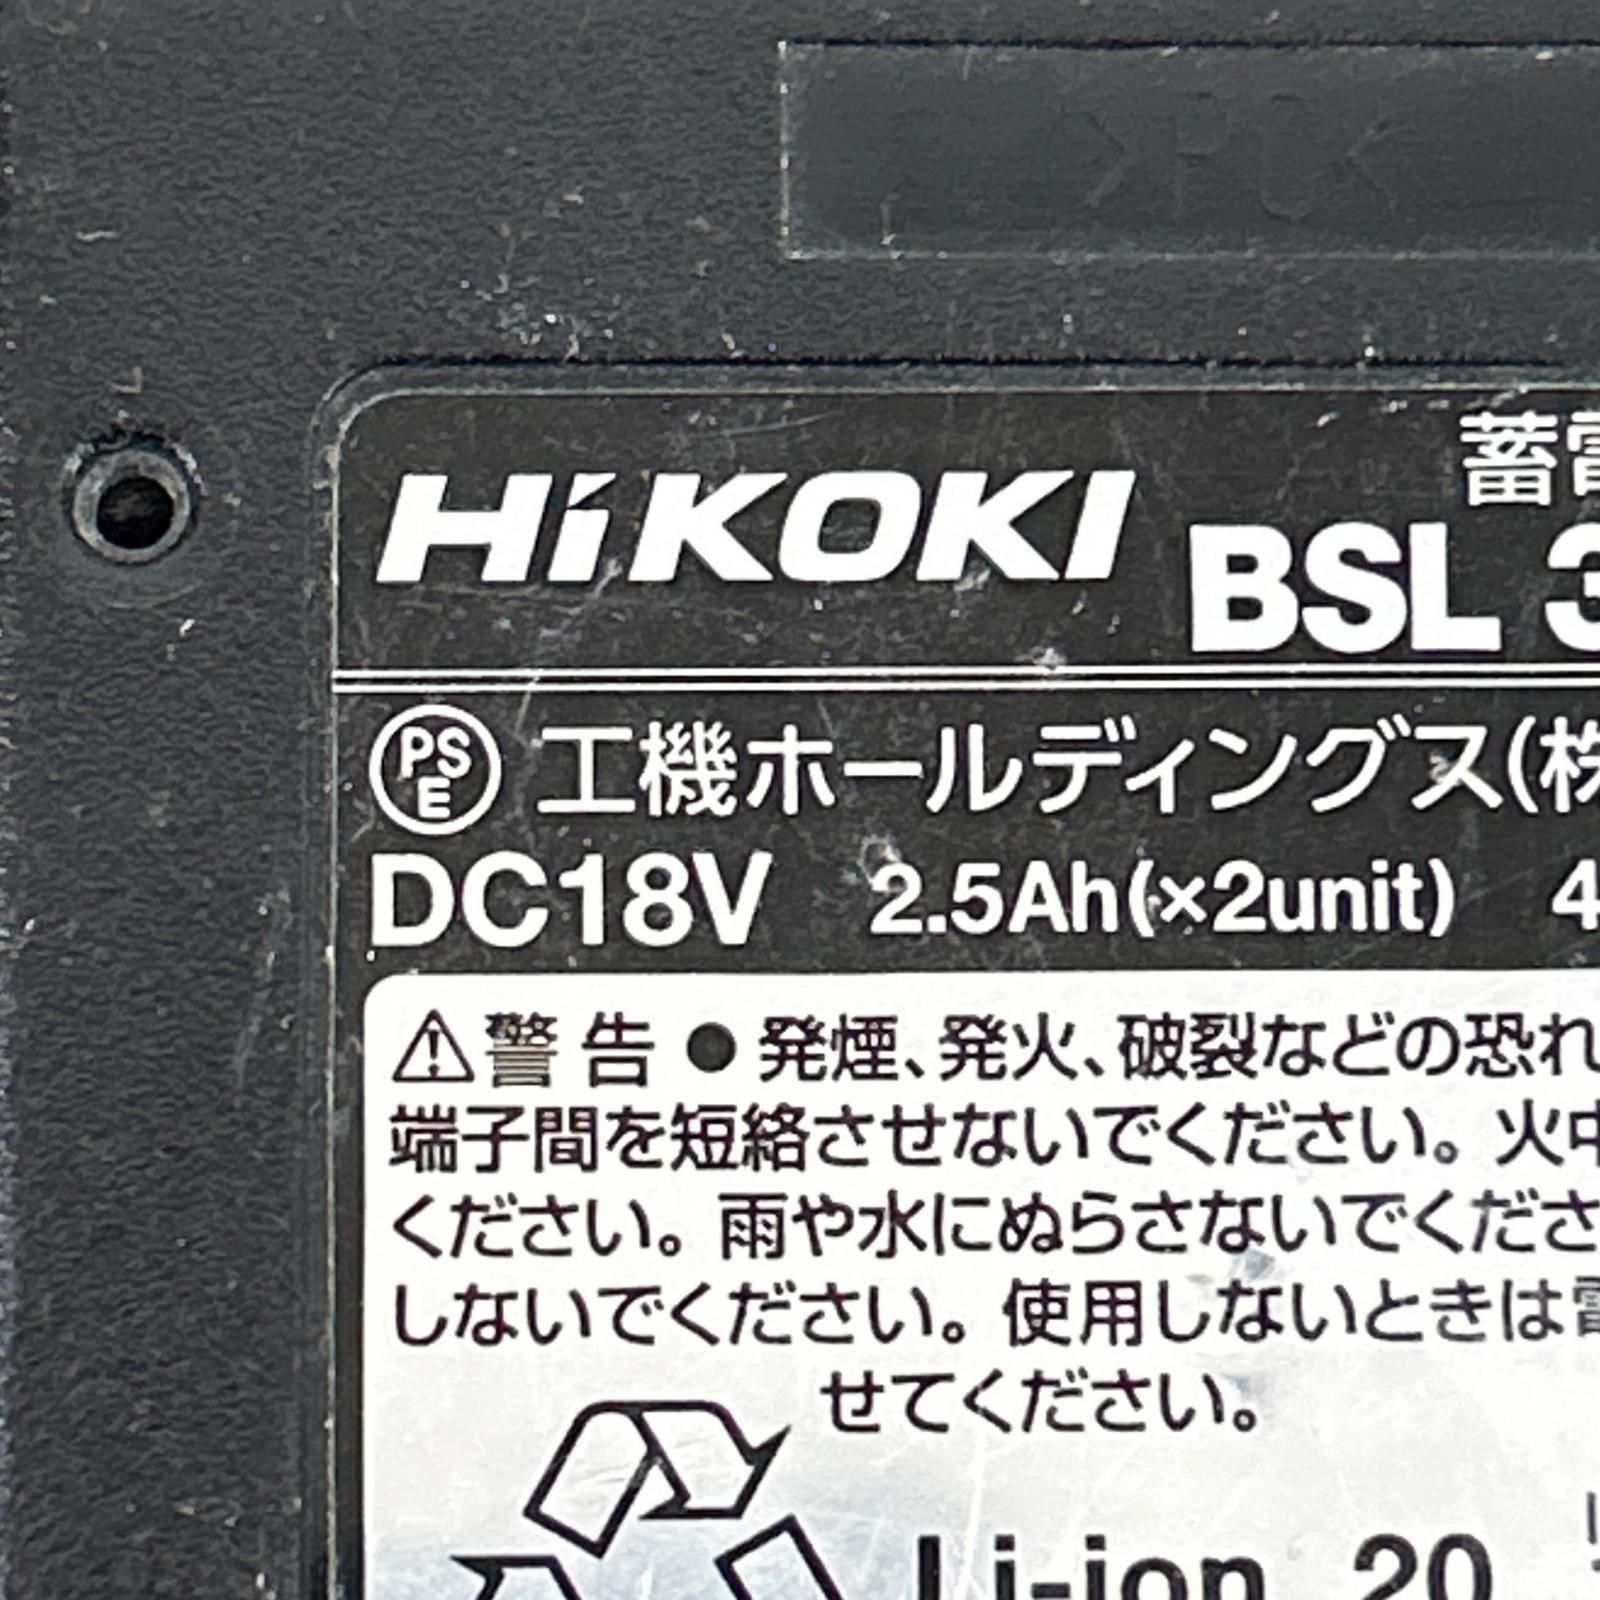 蓄電
HiKOKI BSL 3
PSE 工機ホールディングス(株
DC18V 2.5Ah(×2unit) 4
⚠警告 ●発煙、発火、破裂などの恐れ
端子間を短絡させないでください。火中
ください。雨や水にぬらさないでくださ
しないでください。使用しないときは電
せてください。
Li-ion 20